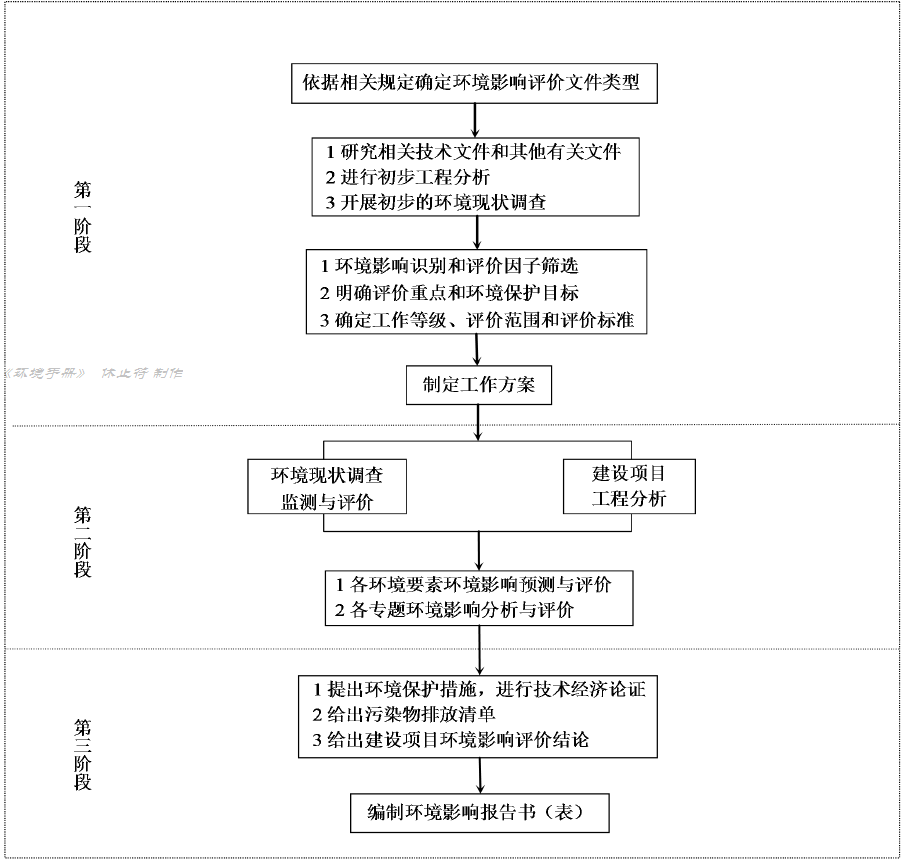 依据相关规定确定环境影响评价文件类型
第一阶段
1 研究相关技术文件和其他有关文件
2 进行初步工程分析
3 开展初步的环境现状调查
1 环境影响识别和评价因子筛选
2 明确评价重点和环境保护目标
3 确定工作等级、评价范围和评价标准
《环境手册》 休止符 制作
制定工作方案
第二阶段
环境现状调查
监测与评价
建设项目
工程分析
1 各环境要素环境影响预测与评价
2 各专题环境影响分析与评价
第三阶段
1 提出环境保护措施，进行技术经济论证
2 给出污染物排放清单
3 给出建设项目环境影响评价结论
编制环境影响报告书（表）